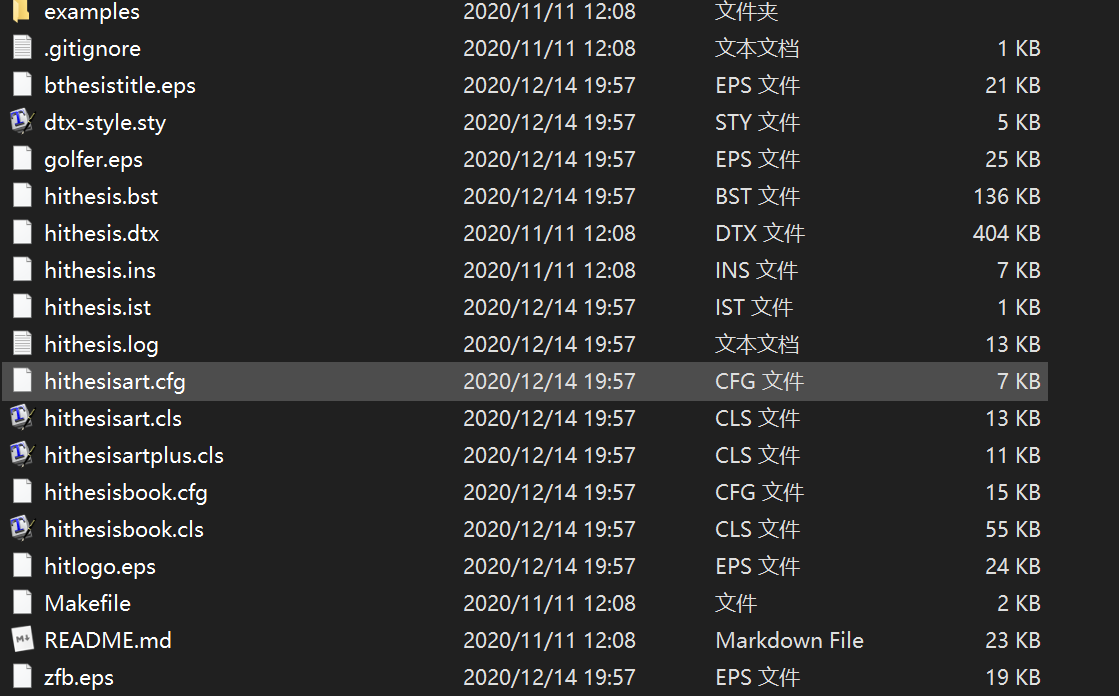 examples 2020/11/11 12:08 文件夹
.gitignore 2020/11/11 12:08 文本文档 1 KB
bthesistitle.eps 2020/12/14 19:57 EPS 文件 21 KB
dtx-style.sty 2020/12/14 19:57 STY 文件 5 KB
golfer.eps 2020/12/14 19:57 EPS 文件 25 KB
hithesis.bst 2020/12/14 19:57 BST 文件 136 KB
hithesis.dtx 2020/11/11 12:08 DTX 文件 404 KB
hithesis.ins 2020/11/11 12:08 INS 文件 7 KB
hithesis.ist 2020/12/14 19:57 IST 文件 1 KB
hithesis.log 2020/12/14 19:57 文本文档 13 KB
hithesisart.cfg 2020/12/14 19:57 CFG 文件 7 KB
hithesisart.cls 2020/12/14 19:57 CLS 文件 13 KB
hithesisartplus.cls 2020/12/14 19:57 CLS 文件 11 KB
hithesisbook.cfg 2020/12/14 19:57 CFG 文件 15 KB
hithesisbook.cls 2020/12/14 19:57 CLS 文件 55 KB
hitlogo.eps 2020/12/14 19:57 EPS 文件 24 KB
Makefile 2020/11/11 12:08 文件 2 KB
README.md 2020/11/11 12:08 Markdown File 23 KB
zfb.eps 2020/12/14 19:57 EPS 文件 19 KB